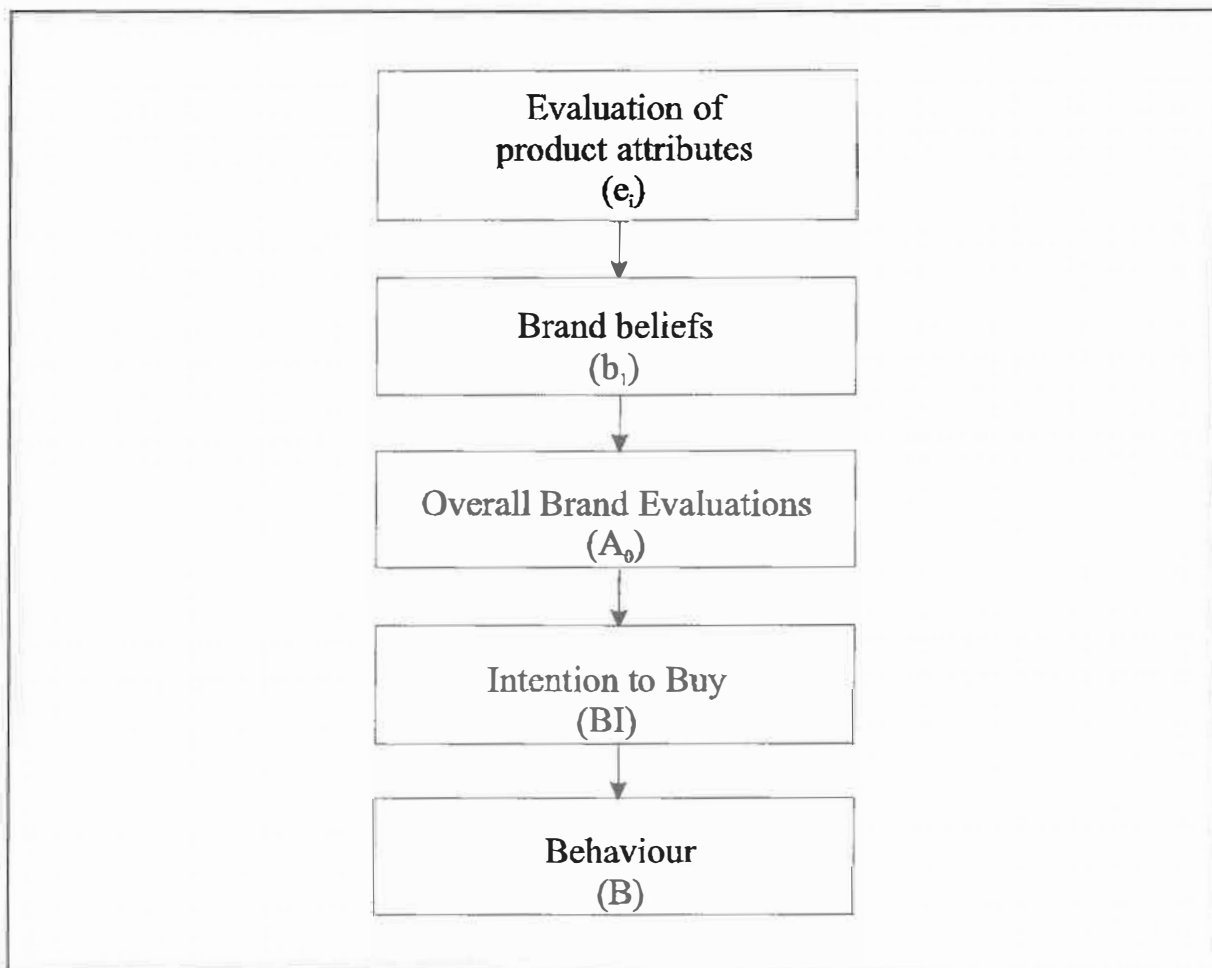 Evaluation of
product attributes
(eᵢ)
Brand beliefs
(b₁)
Overall Brand Evaluations
(A₀)
Intention to Buy
(BI)
Behaviour
(B)